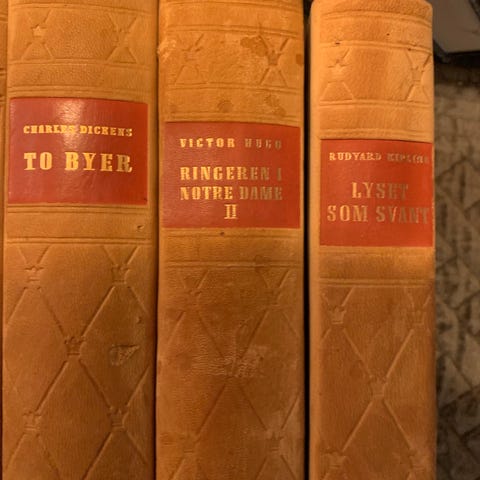 CHARLES DICKENS
TO BYER
VICTOR HUGO
RINGEREN I
NOTRE DAME
II
RUDYARD KIPLING
LYSET
SOM SVANT